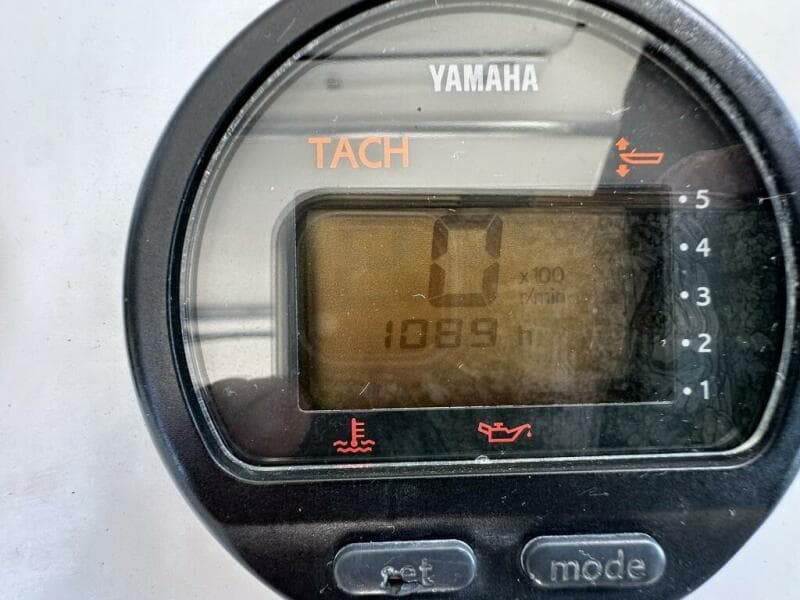 YAMAHA
TACH
0
x100
r/min
1089 h
5
4
3
2
1
set mode